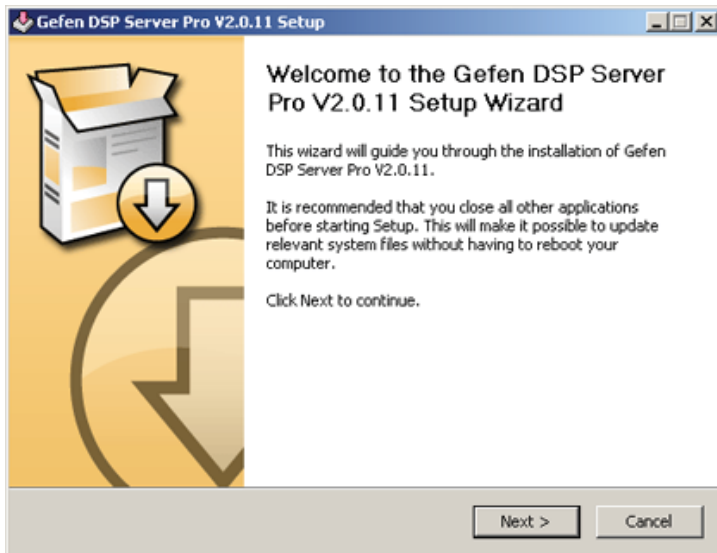 Gefen DSP Server Pro V2.0.11 Setup
Welcome to the Gefen DSP Server
Pro V2.0.11 Setup Wizard
This wizard will guide you through the installation of Gefen
DSP Server Pro V2.0.11.
It is recommended that you close all other applications
before starting Setup. This will make it possible to update
relevant system files without having to reboot your
computer.
Click Next to continue.
Next >
Cancel